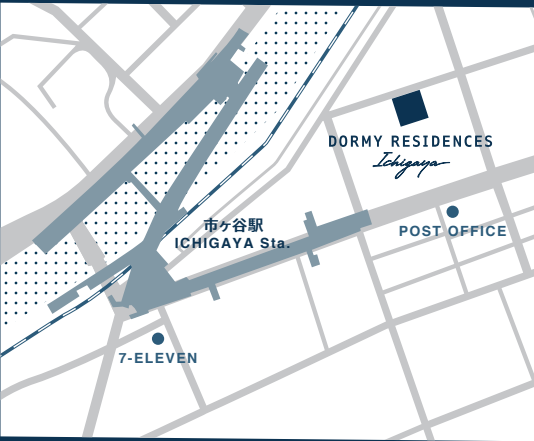 DORMY RESIDENCES
Ichigaya
市ヶ谷駅
ICHIGAYA Sta.
POST OFFICE
7-ELEVEN